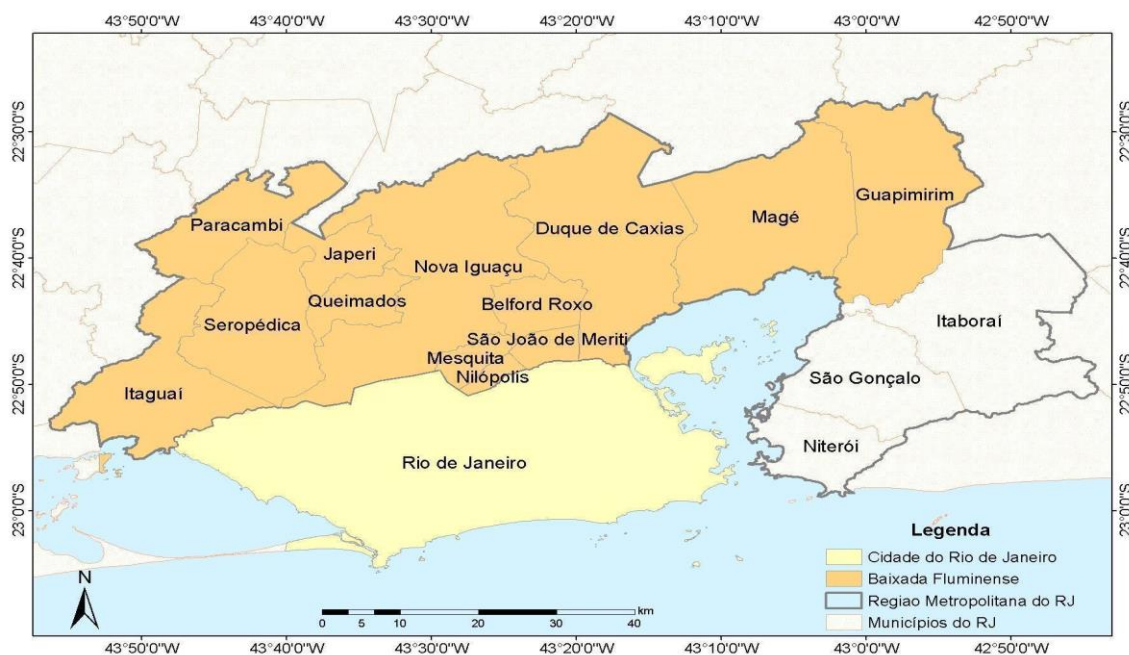 43°50'0"W 43°40'0"W 43°30'0"W 43°20'0"W 43°10'0"W 43°0'0"W 42°50'0"W
22°30'0"S 22°30'0"S
Guapimirim
Paracambi
Magé
Duque de Caxias
22°40'0"S 22°40'0"S
Japeri
Nova Iguaçu
Queimados
Belford Roxo
Itaboraí
Seropédica
São João de Meriti
Mesquita
Nilópolis
São Gonçalo
22°50'0"S 22°50'0"S
Itaguaí
Niterói
Rio de Janeiro
23°0'0"S 23°0'0"S
Legenda
Cidade do Rio de Janeiro
Baixada Fluminense
Regiao Metropolitana do RJ
Municípios do RJ
N
km
0 5 10 20 30 40
43°50'0"W 43°40'0"W 43°30'0"W 43°20'0"W 43°10'0"W 43°0'0"W 42°50'0"W